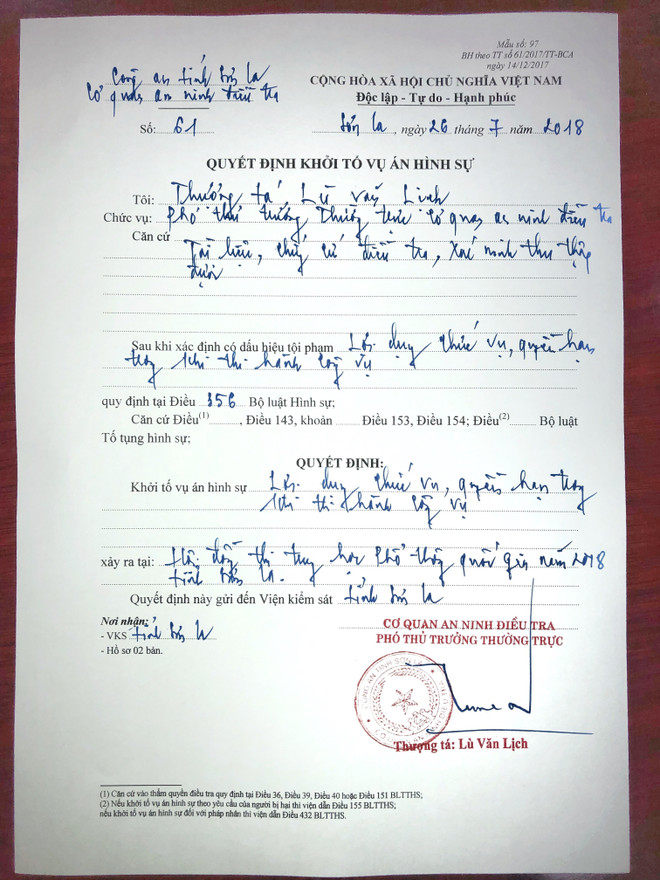 Mẫu số: 97
BH theo TT số 61/2017/TT-BCA
ngày 14/12/2017
Công an tỉnh Sơn La
Cơ quan an ninh điều tra
CỘNG HÒA XÃ HỘI CHỦ NGHĨA VIỆT NAM
Độc lập - Tự do - Hạnh phúc
Số: 61
Sơn La, ngày 26 tháng 7 năm 2018
QUYẾT ĐỊNH KHỞI TỐ VỤ ÁN HÌNH SỰ
Tôi: Thượng tá, Lù Văn Lịch
Chức vụ: Phó thủ trưởng Thường trực Cơ quan an ninh điều tra
Căn cứ Tài liệu, chứng cứ điều tra, xác minh thu thập
được
Sau khi xác định có dấu hiệu tội phạm Lợi dụng chức vụ, quyền hạn
trong khi thi hành công vụ
quy định tại Điều 356 Bộ luật Hình sự;
Căn cứ Điều(1), Điều 143, khoản Điều 153, Điều 154; Điều(2) Bộ luật
Tố tụng hình sự;
QUYẾT ĐỊNH:
Khởi tố vụ án hình sự Lợi dụng chức vụ, quyền hạn trong
khi thi hành công vụ
xảy ra tại: Hội đồng thi trung học Phổ thông quốc gia năm 2018
tỉnh Sơn La.
Quyết định này gửi đến Viện kiểm sát tỉnh Sơn La
Nơi nhận:
- VKS tỉnh Sơn La
- Hồ sơ 02 bản.
CƠ QUAN AN NINH ĐIỀU TRA
PHÓ THỦ TRƯỞNG THƯỜNG TRỰC
Thượng tá: Lù Văn Lịch
(1) Căn cứ vào thẩm quyền điều tra quy định tại Điều 36, Điều 39, Điều 40 hoặc Điều 151 BLTTHS;
(2) Nếu khởi tố vụ án hình sự theo yêu cầu của người bị hại thì viện dẫn Điều 155 BLTTHS;
nếu khởi tố vụ án hình sự đối với pháp nhân thì viện dẫn Điều 432 BLTTHS.